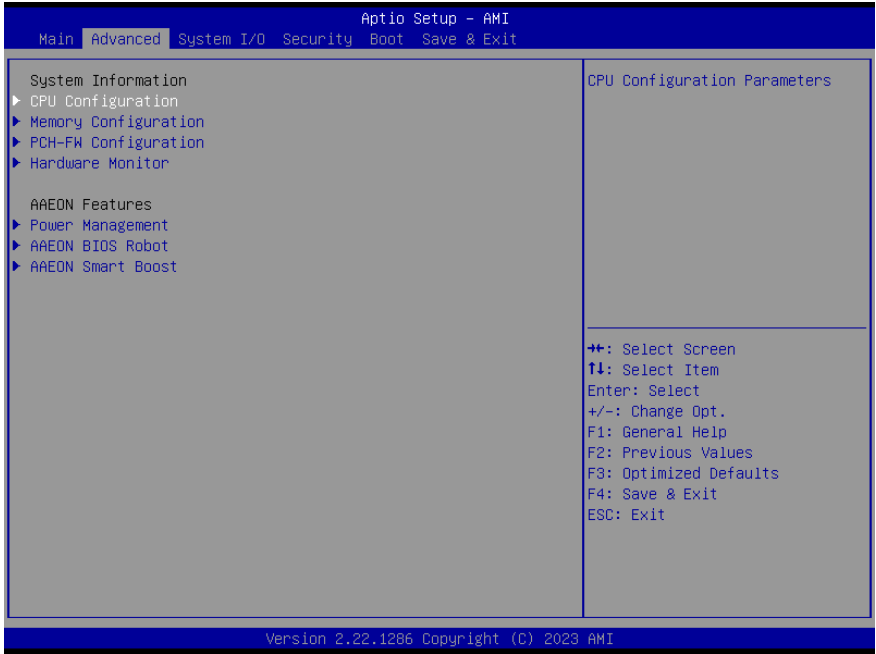 Aptio Setup – AMI
Main Advanced System I/O Security Boot Save & Exit
System Information
▶ CPU Configuration
▶ Memory Configuration
▶ PCH-FW Configuration
▶ Hardware Monitor
AAEON Features
▶ Power Management
▶ AAEON BIOS Robot
▶ AAEON Smart Boost
CPU Configuration Parameters
→←: Select Screen
↑↓: Select Item
Enter: Select
+/-: Change Opt.
F1: General Help
F2: Previous Values
F3: Optimized Defaults
F4: Save & Exit
ESC: Exit
Version 2.22.1286 Copyright (C) 2023 AMI